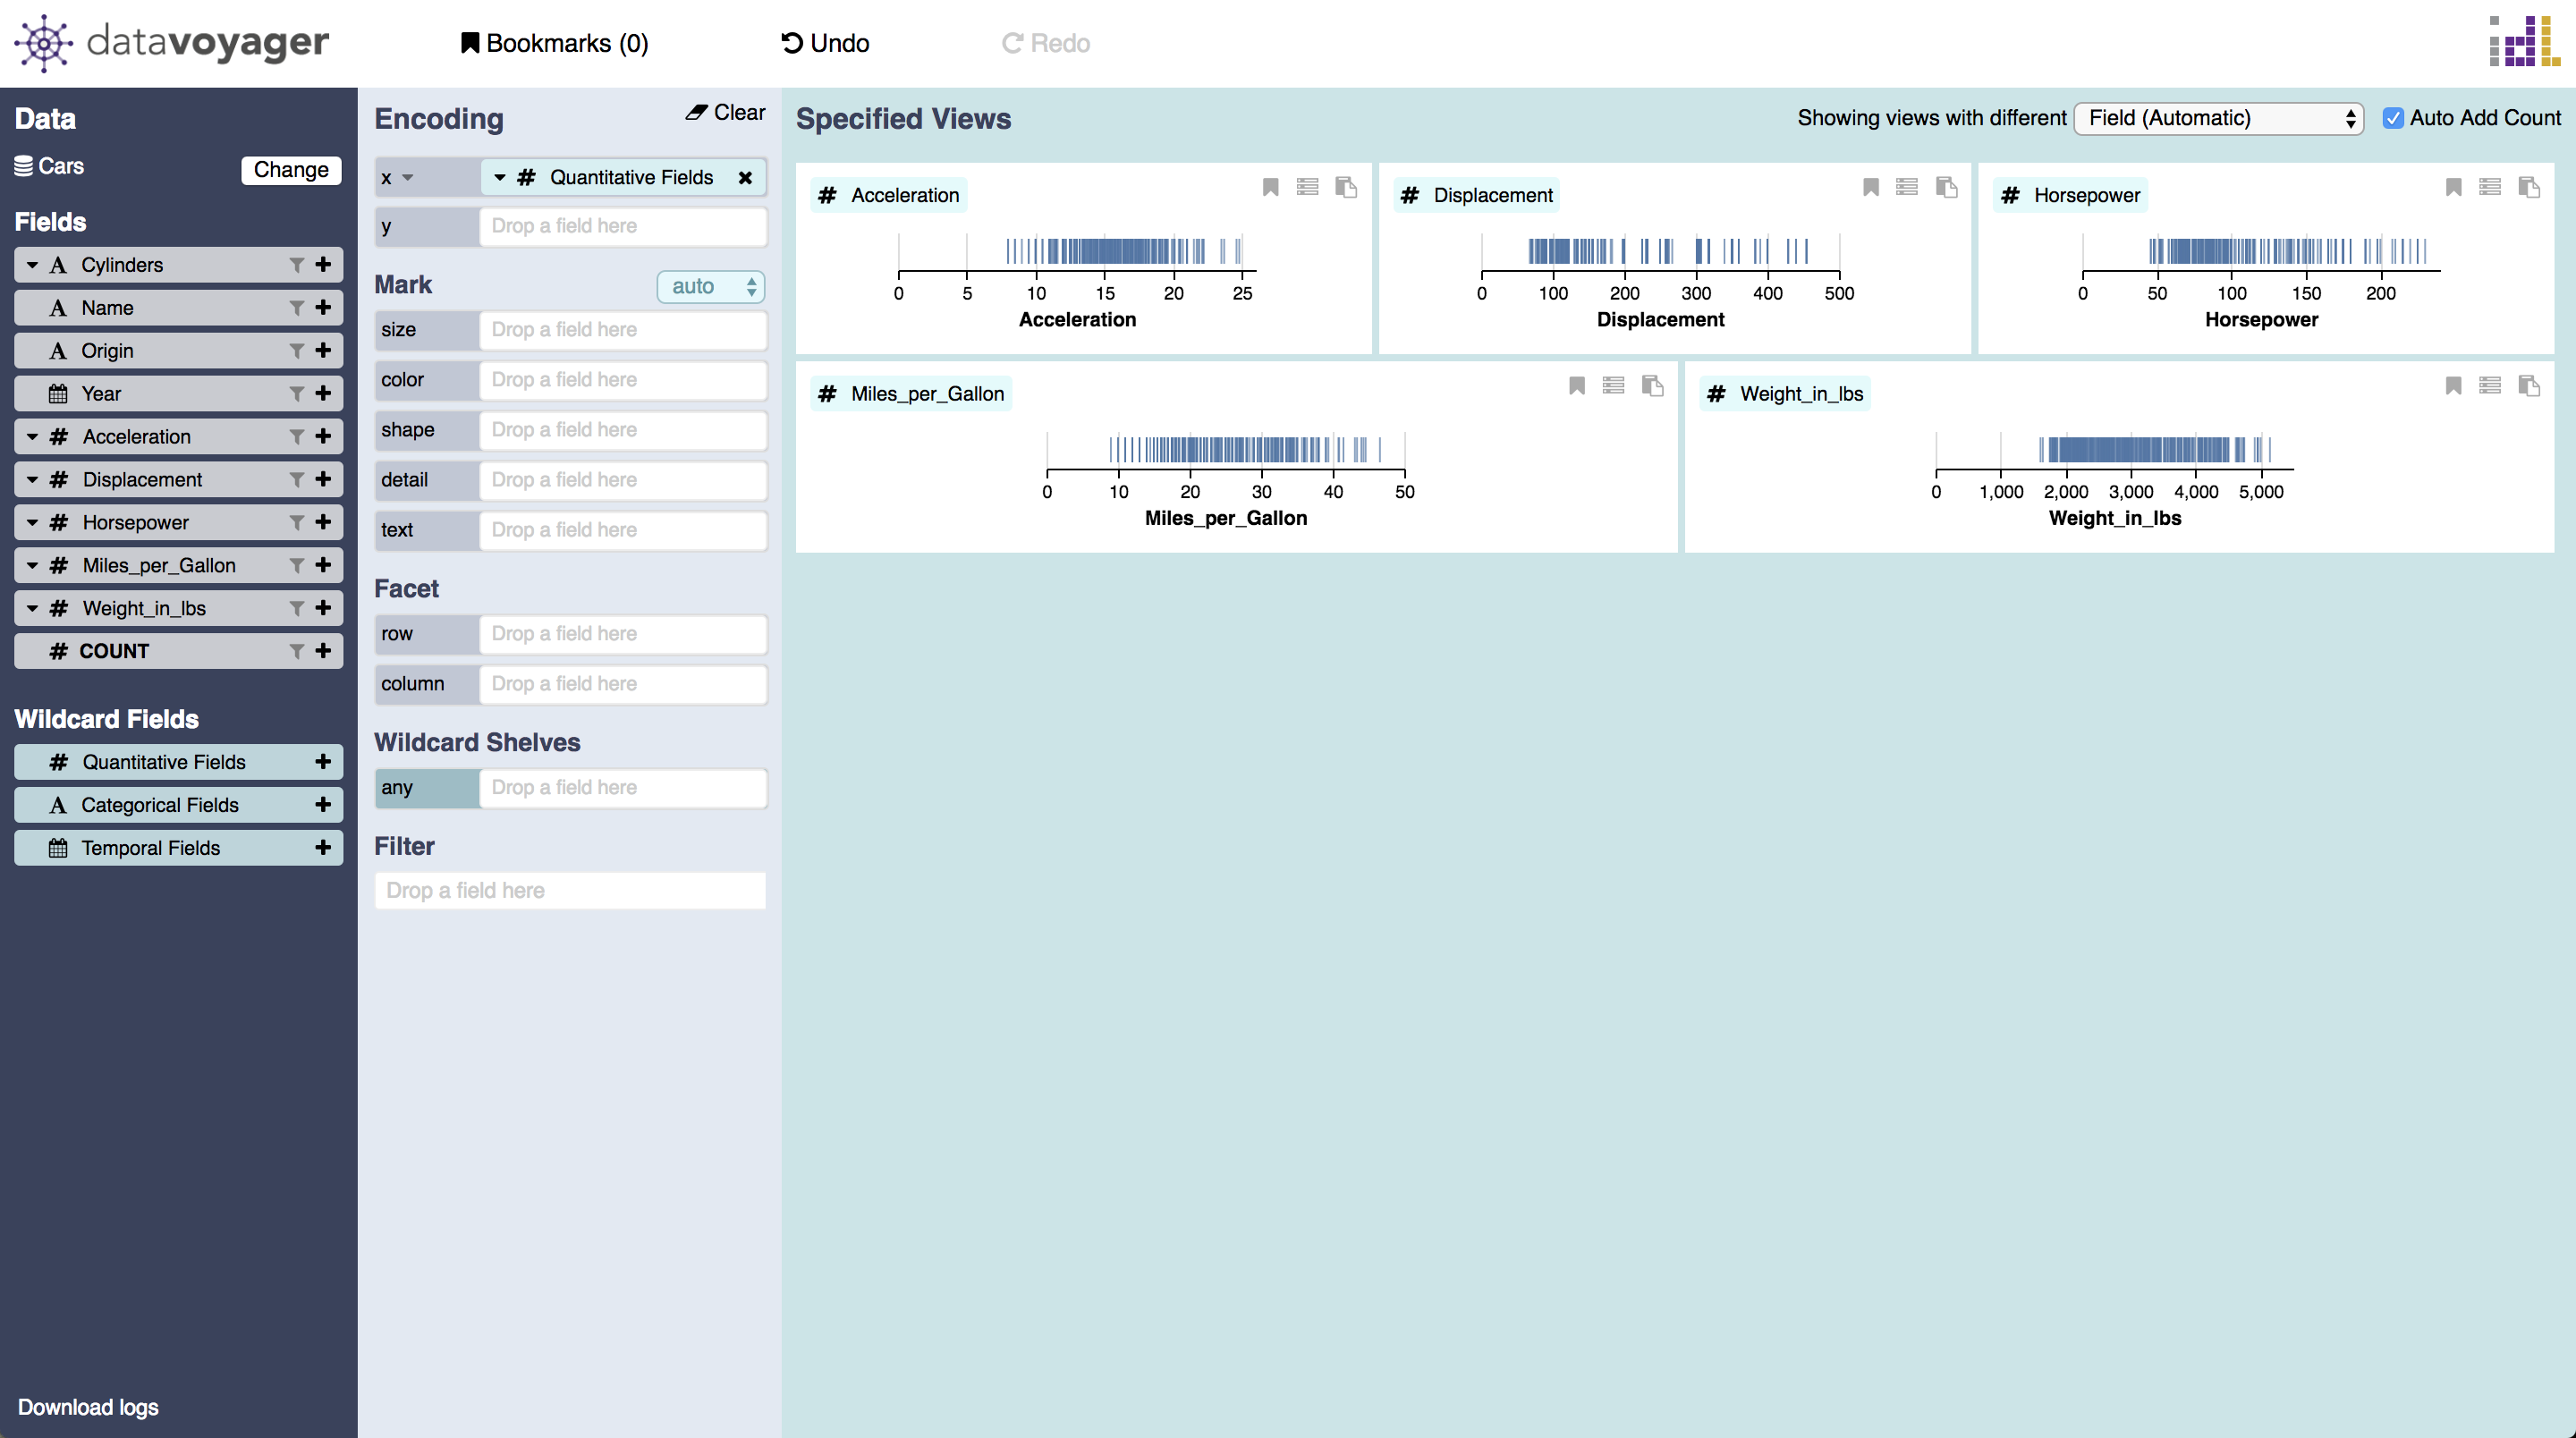 datavoyager
Bookmarks (0)
Undo
Redo
idl
Data
Cars
Change
Fields
A Cylinders
A Name
A Origin
Year
# Acceleration
# Displacement
# Horsepower
# Miles_per_Gallon
# Weight_in_lbs
# COUNT
Wildcard Fields
# Quantitative Fields
A Categorical Fields
Temporal Fields
Download logs
Encoding
Clear
x # Quantitative Fields
y Drop a field here
Mark auto
size Drop a field here
color Drop a field here
shape Drop a field here
detail Drop a field here
text Drop a field here
Facet
row Drop a field here
column Drop a field here
Wildcard Shelves
any Drop a field here
Filter
Drop a field here
Specified Views
Showing views with different Field (Automatic) Auto Add Count
# Acceleration
0 5 10 15 20 25
Acceleration
# Displacement
0 100 200 300 400 500
Displacement
# Horsepower
0 50 100 150 200
Horsepower
# Miles_per_Gallon
0 10 20 30 40 50
Miles_per_Gallon
# Weight_in_lbs
0 1,000 2,000 3,000 4,000 5,000
Weight_in_lbs